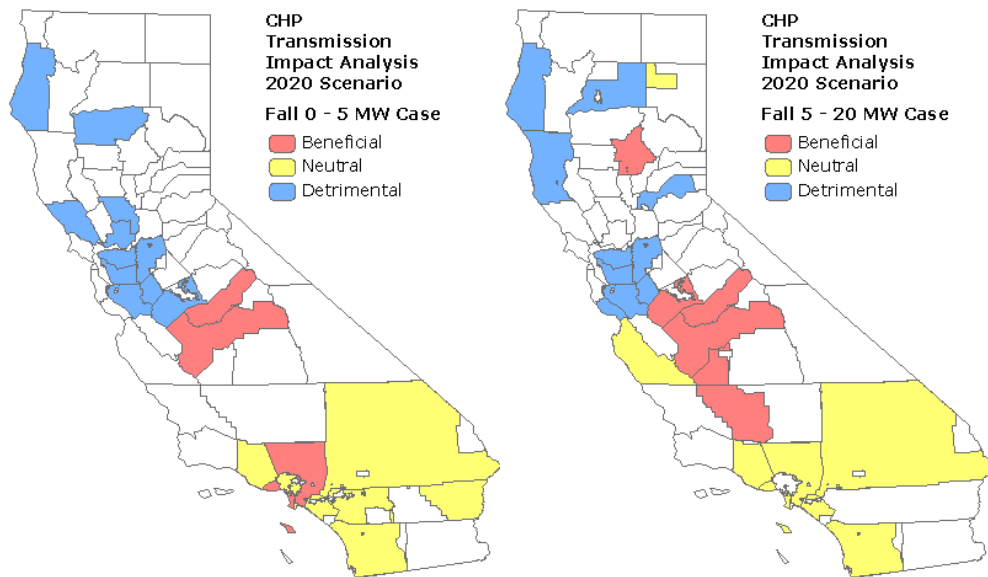 CHP
Transmission
Impact Analysis
2020 Scenario
Fall 0 - 5 MW Case
Beneficial
Neutral
Detrimental
CHP
Transmission
Impact Analysis
2020 Scenario
Fall 5 - 20 MW Case
Beneficial
Neutral
Detrimental